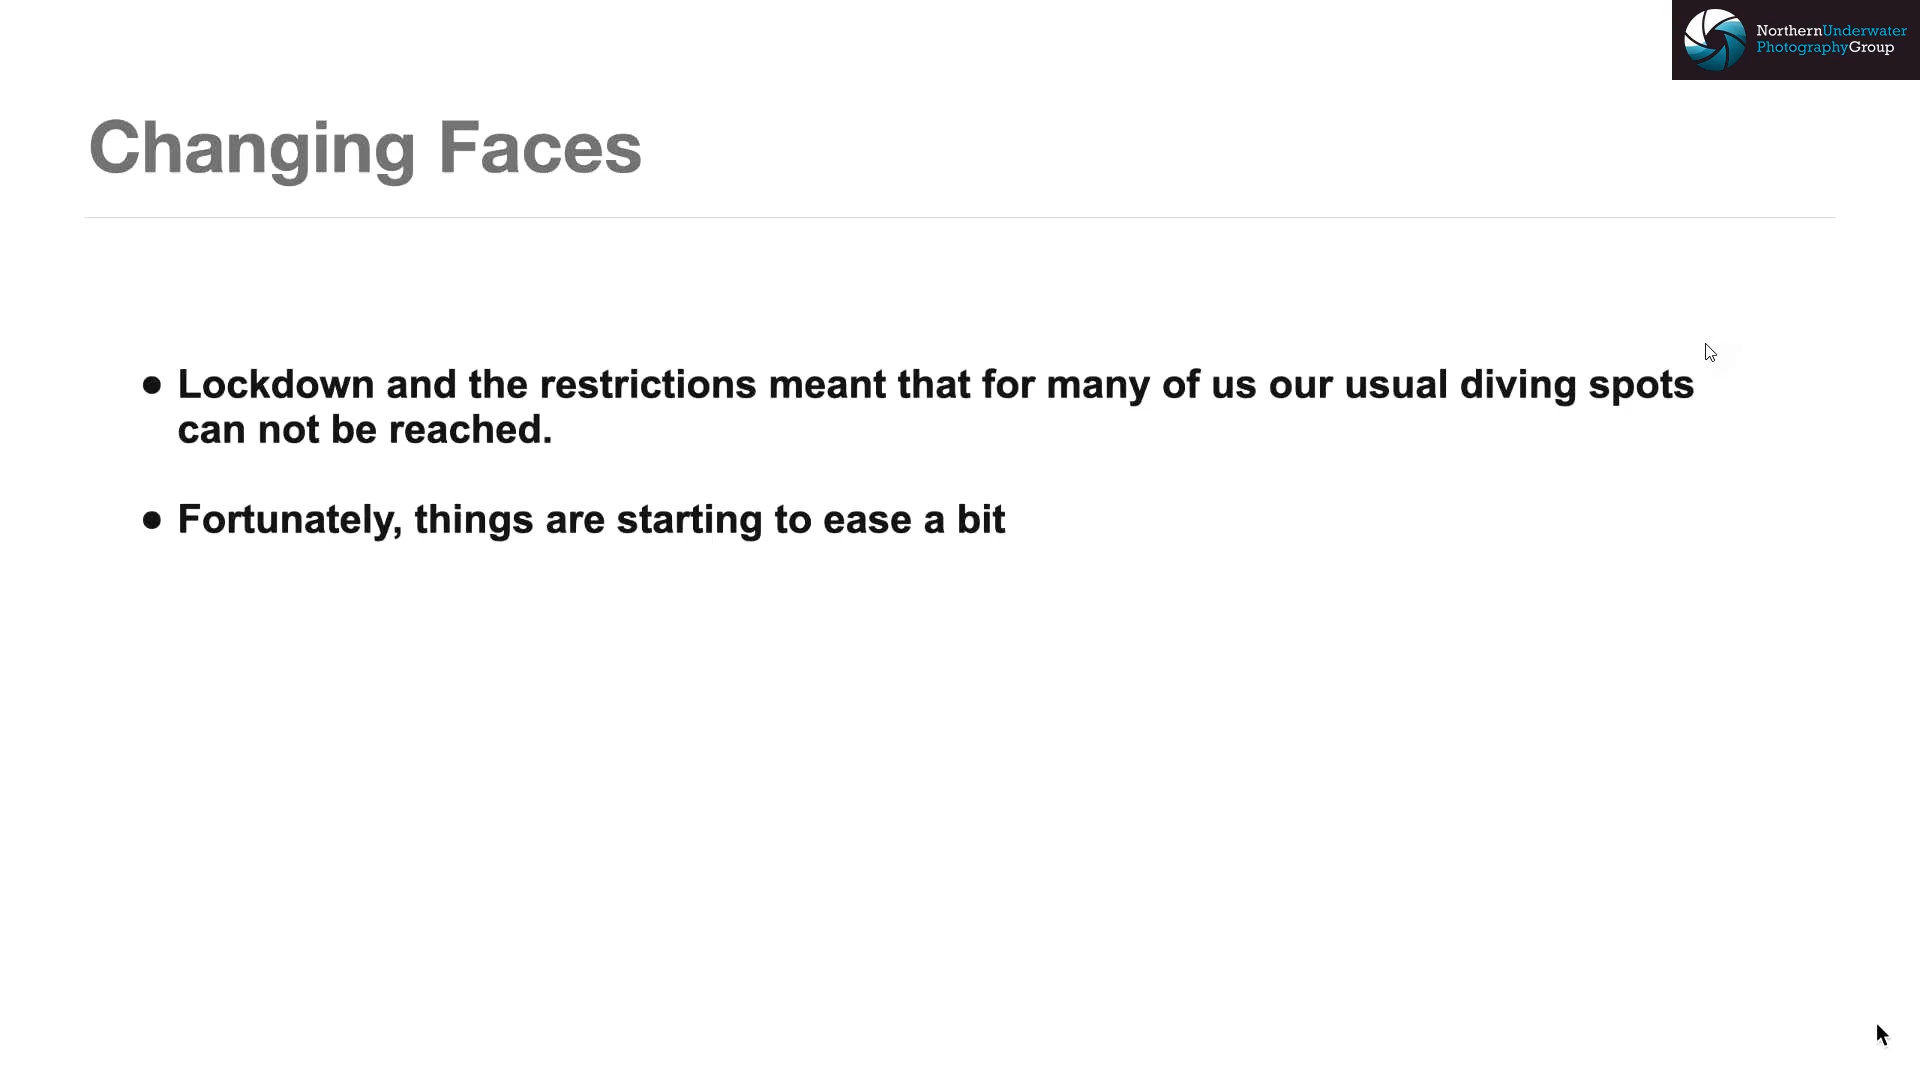 NorthernUnderwater
PhotographyGroup
Changing Faces
● Lockdown and the restrictions meant that for many of us our usual diving spots
can not be reached.
● Fortunately, things are starting to ease a bit